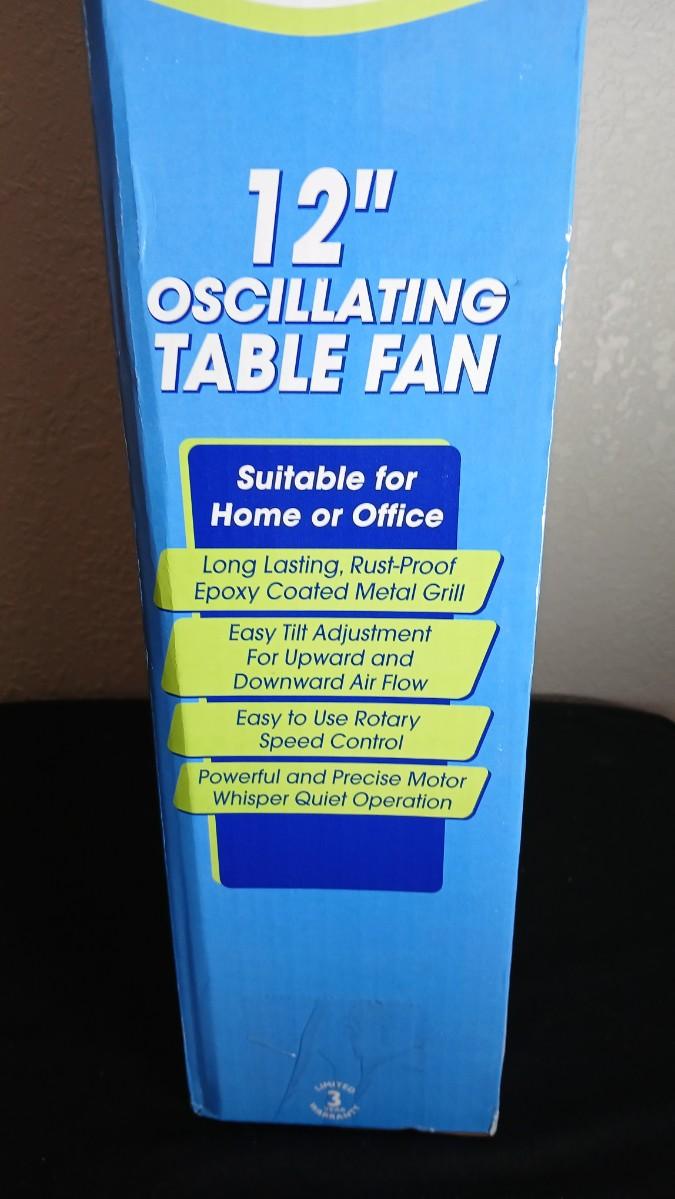 12"
OSCILLATING
TABLE FAN
Suitable for
Home or Office
Long Lasting, Rust-Proof
Epoxy Coated Metal Grill
Easy Tilt Adjustment
For Upward and
Downward Air Flow
Easy to Use Rotary
Speed Control
Powerful and Precise Motor
Whisper Quiet Operation
LIMITED
3
YEAR
WARRANTY